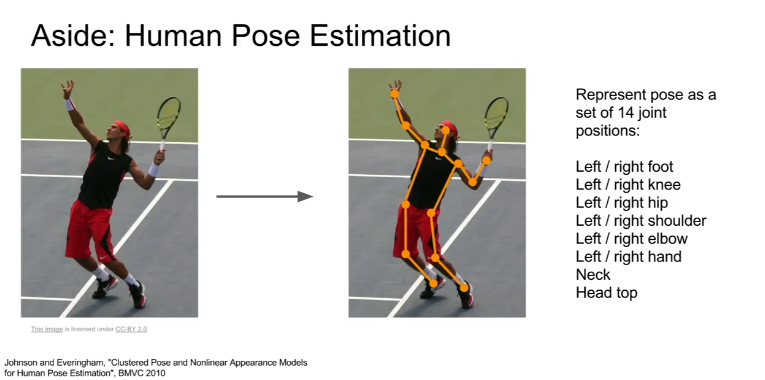 Aside: Human Pose Estimation
Represent pose as a
set of 14 joint
positions:
Left / right foot
Left / right knee
Left / right hip
Left / right shoulder
Left / right elbow
Left / right hand
Neck
Head top
This image is licensed under CC-BY 2.0.
Johnson and Everingham, "Clustered Pose and Nonlinear Appearance Models
for Human Pose Estimation", BMVC 2010